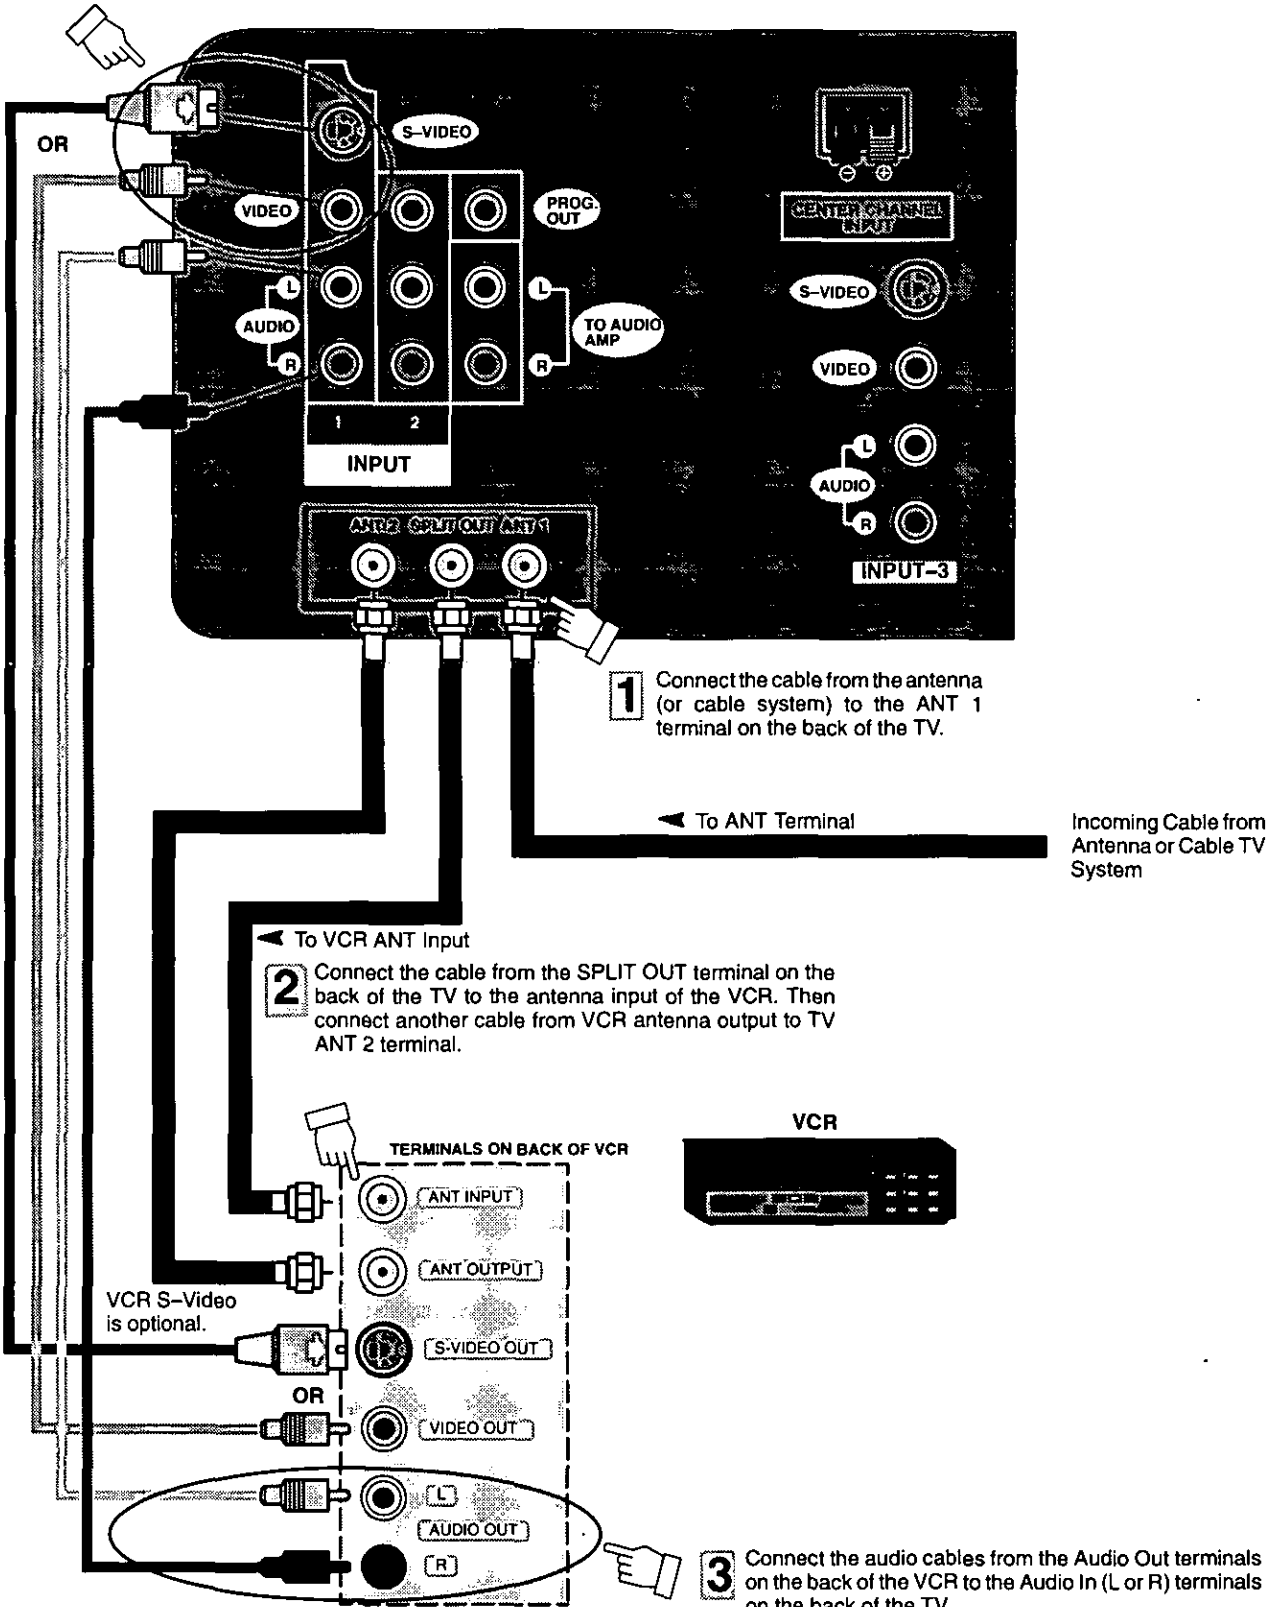 OR
S–VIDEO
VIDEO
PROG. OUT
L
AUDIO
R
L
TO AUDIO AMP
R
1 2
INPUT
⊖ ⊕
CENTER CHANNEL
INPUT
S–VIDEO
VIDEO
L
AUDIO
R
INPUT–3
ANT 2 SPLIT OUT ANT 1
1 Connect the cable from the antenna
(or cable system) to the ANT 1
terminal on the back of the TV.
To ANT Terminal
Incoming Cable from
Antenna or Cable TV
System
To VCR ANT Input
2 Connect the cable from the SPLIT OUT terminal on the
back of the TV to the antenna input of the VCR. Then
connect another cable from VCR antenna output to TV
ANT 2 terminal.
VCR
TERMINALS ON BACK OF VCR
ANT INPUT
ANT OUTPUT
VCR S–Video
is optional.
S-VIDEO OUT
OR
VIDEO OUT
L
AUDIO OUT
R
3 Connect the audio cables from the Audio Out terminals
on the back of the VCR to the Audio In (L or R) terminals
on the back of the TV.